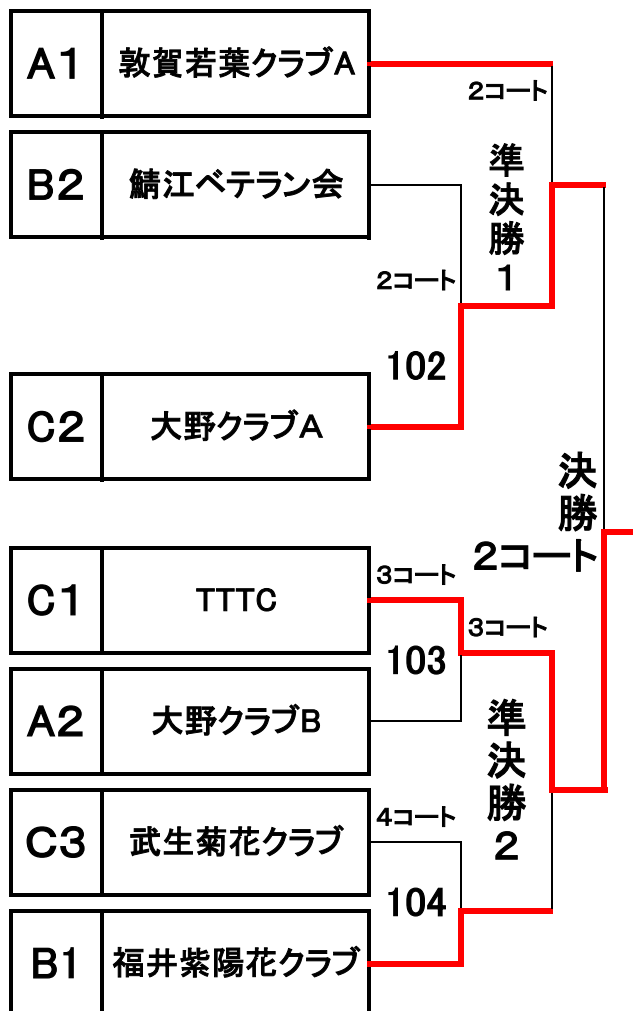 A1 敦賀若葉クラブA
2コート
B2 鯖江ベテラン会
準決勝1
2コート
102
C2 大野クラブA
決勝
2コート
C1 TTTC
3コート
3コート
103
A2 大野クラブB
準決勝2
C3 武生菊花クラブ
4コート
104
B1 福井紫陽花クラブ